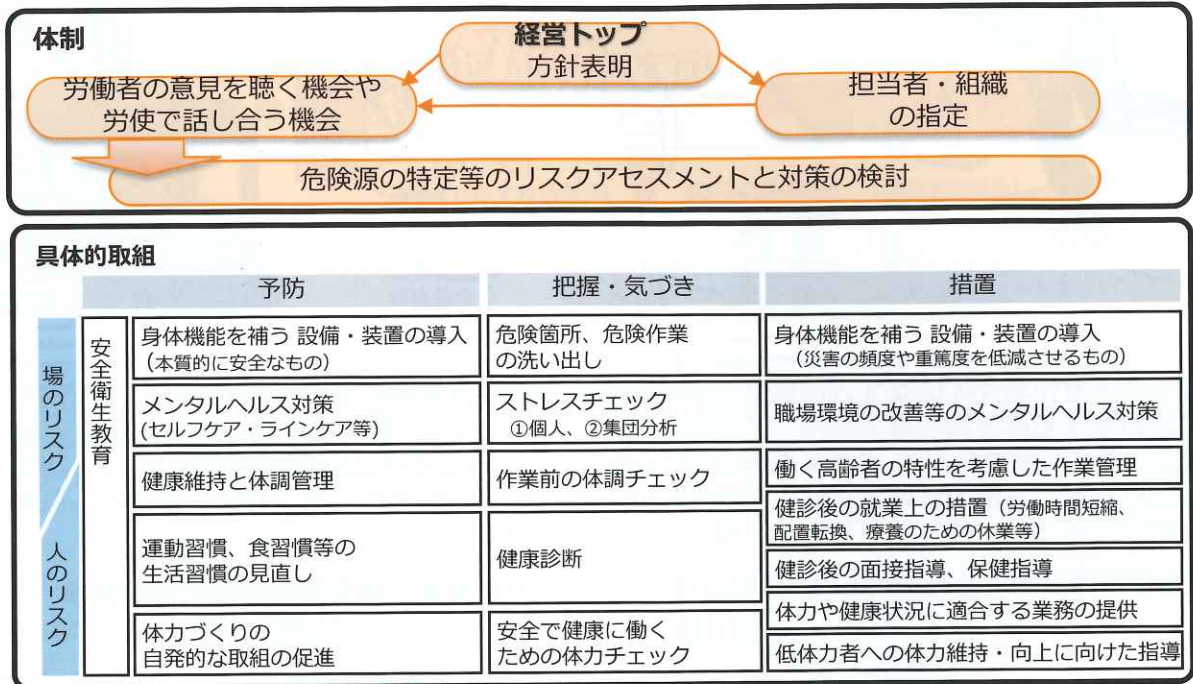 体制
経営トップ
方針表明
労働者の意見を聴く機会や
労使で話し合う機会
担当者・組織
の指定
危険源の特定等のリスクアセスメントと対策の検討
具体的取組
予防
把握・気づき
措置
場のリスク
人のリスク
安全衛生教育
身体機能を補う 設備・装置の導入
（本質的に安全なもの）
危険箇所、危険作業
の洗い出し
身体機能を補う 設備・装置の導入
（災害の頻度や重篤度を低減させるもの）
メンタルヘルス対策
(セルフケア・ラインケア等)
ストレスチェック
①個人、②集団分析
職場環境の改善等のメンタルヘルス対策
健康維持と体調管理
作業前の体調チェック
働く高齢者の特性を考慮した作業管理
運動習慣、食習慣等の
生活習慣の見直し
健康診断
健診後の就業上の措置（労働時間短縮、
配置転換、療養のための休業等）
健診後の面接指導、保健指導
体力づくりの
自発的な取組の促進
安全で健康に働く
ための体力チェック
体力や健康状況に適合する業務の提供
低体力者への体力維持・向上に向けた指導